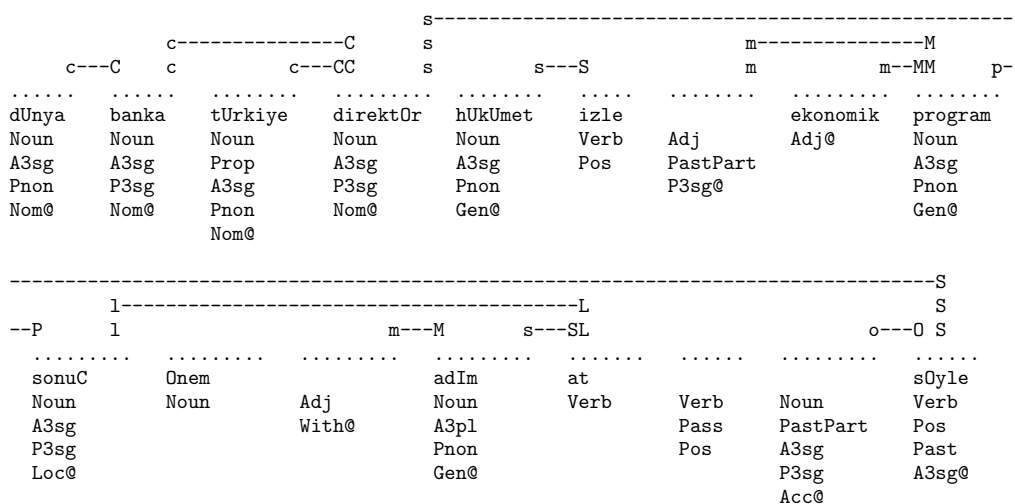 s----------------------------------------------------
             c---------------C       s                            m---------------M
     c---C   c           c---CC      s          s---S             m           m--MM     p-
...... ...... ........ ......... ........ ..... ........ ......... ........
dUnya banka tUrkiye direktOr hUkUmet izle ekonomik program
Noun Noun Noun Noun Noun Verb Adj Adj@ Noun
A3sg A3sg Prop A3sg A3sg Pos PastPart A3sg
Pnon P3sg A3sg P3sg Pnon P3sg@ Pnon
Nom@ Nom@ Pnon Nom@ Gen@ Gen@
Nom@
-----------------------------------------------------------------------------------S
         l-----------------------------------------L                                S
--P      l                        m---M       s---SL                          o---O S
......... ......... ......... ......... ....... ...... ......... ......
sonuC Onem adIm at sOyle
Noun Noun Adj Noun Verb Verb Noun Verb
A3sg With@ A3pl Pass PastPart Pos
P3sg Pnon Pos A3sg Past
Loc@ Gen@ P3sg A3sg@
Acc@